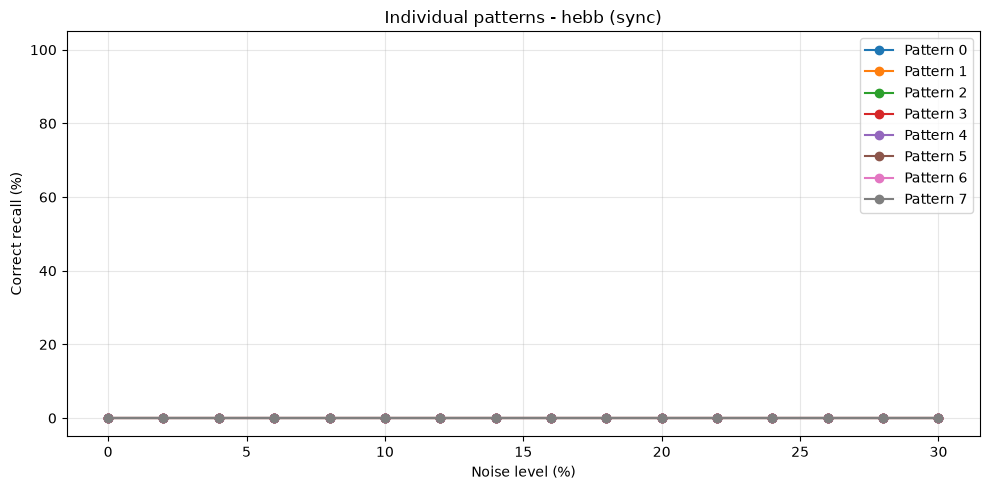 Individual patterns - hebb (sync)
Correct recall (%)
100
80
60
40
20
0
Pattern 0
Pattern 1
Pattern 2
Pattern 3
Pattern 4
Pattern 5
Pattern 6
Pattern 7
0 5 10 15 20 25 30
Noise level (%)